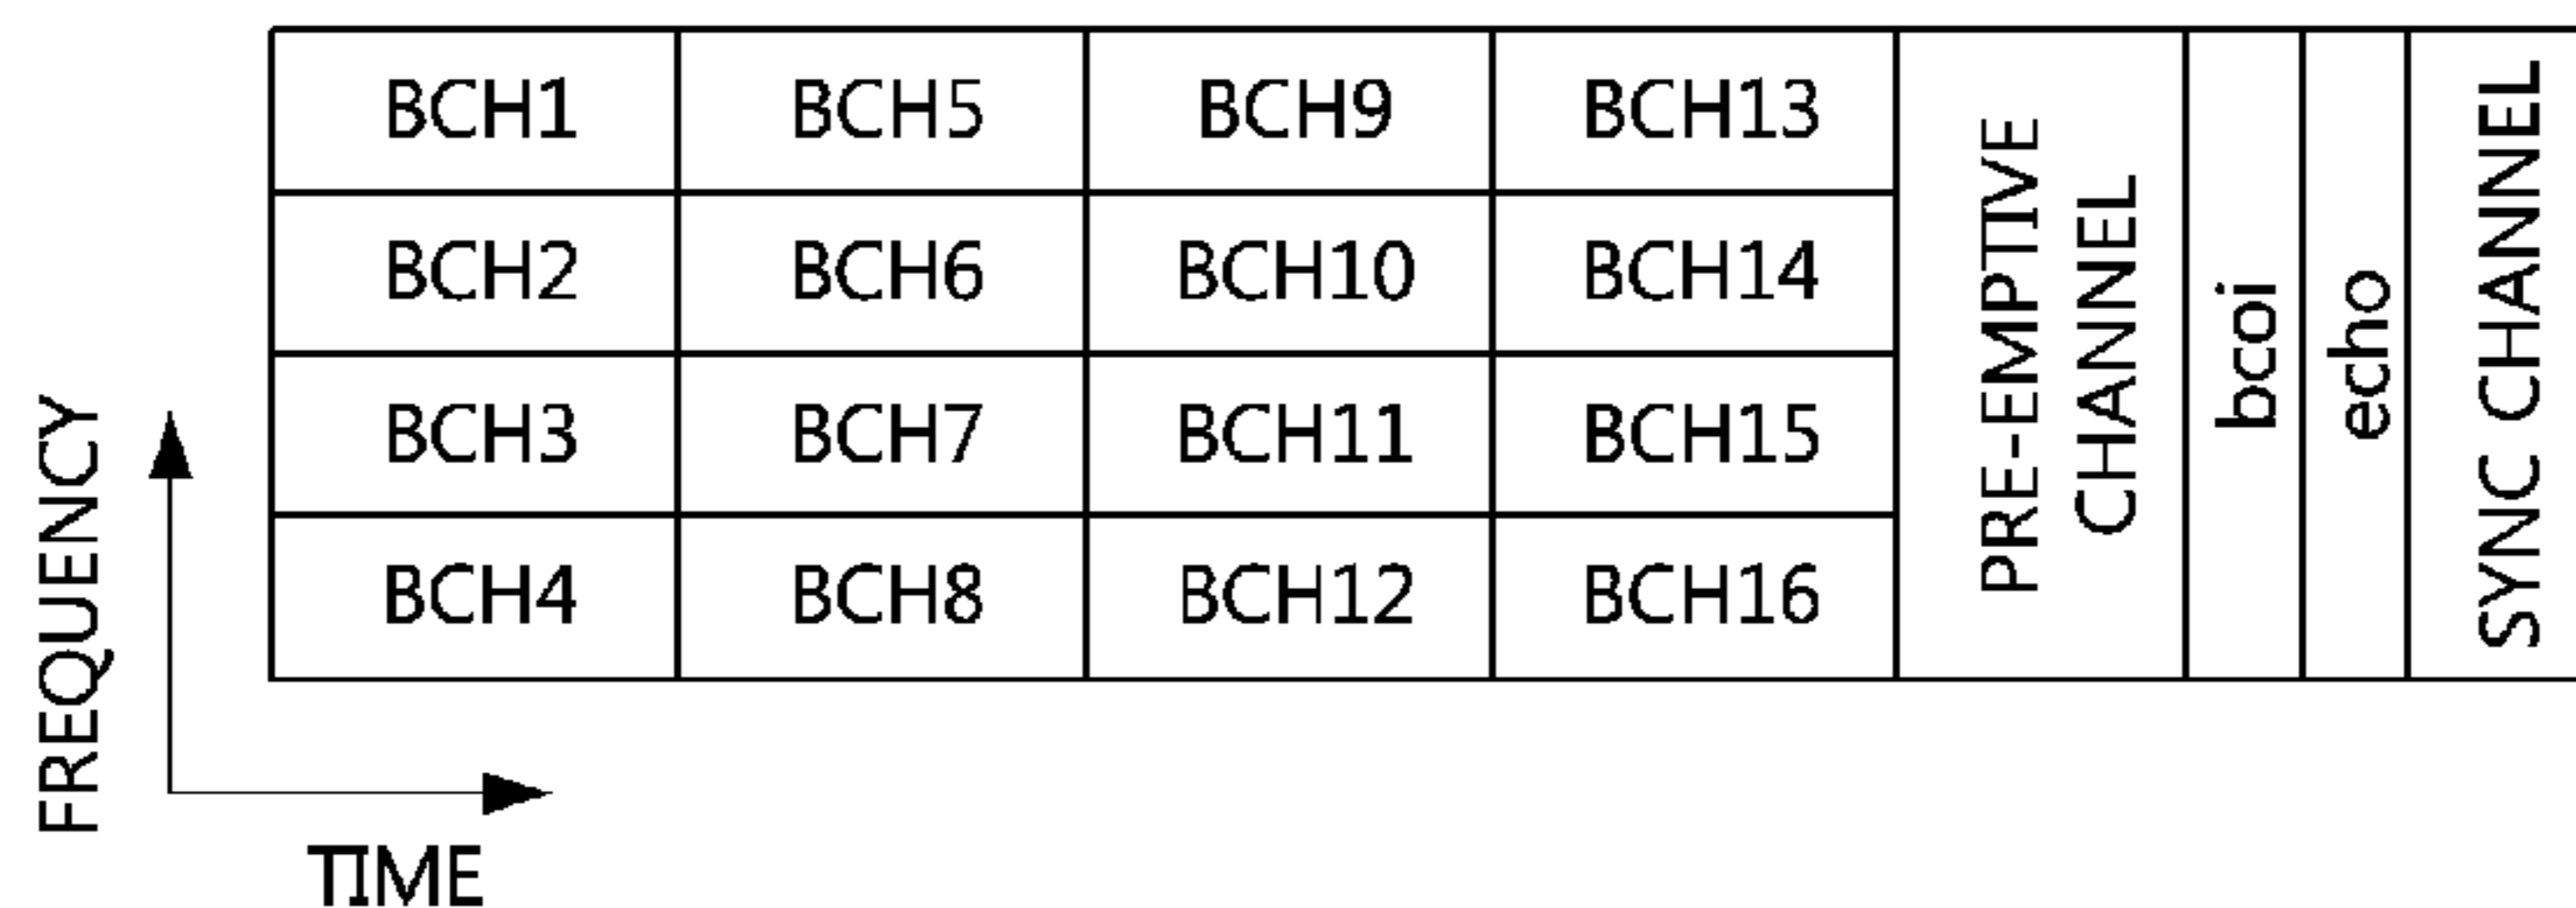 BCH1 BCH5 BCH9 BCH13
BCH2 BCH6 BCH10 BCH14
BCH3 BCH7 BCH11 BCH15
BCH4 BCH8 BCH12 BCH16
PRE-EMPTIVE
CHANNEL
bcoi
echo
SYNC CHANNEL
FREQUENCY
TIME